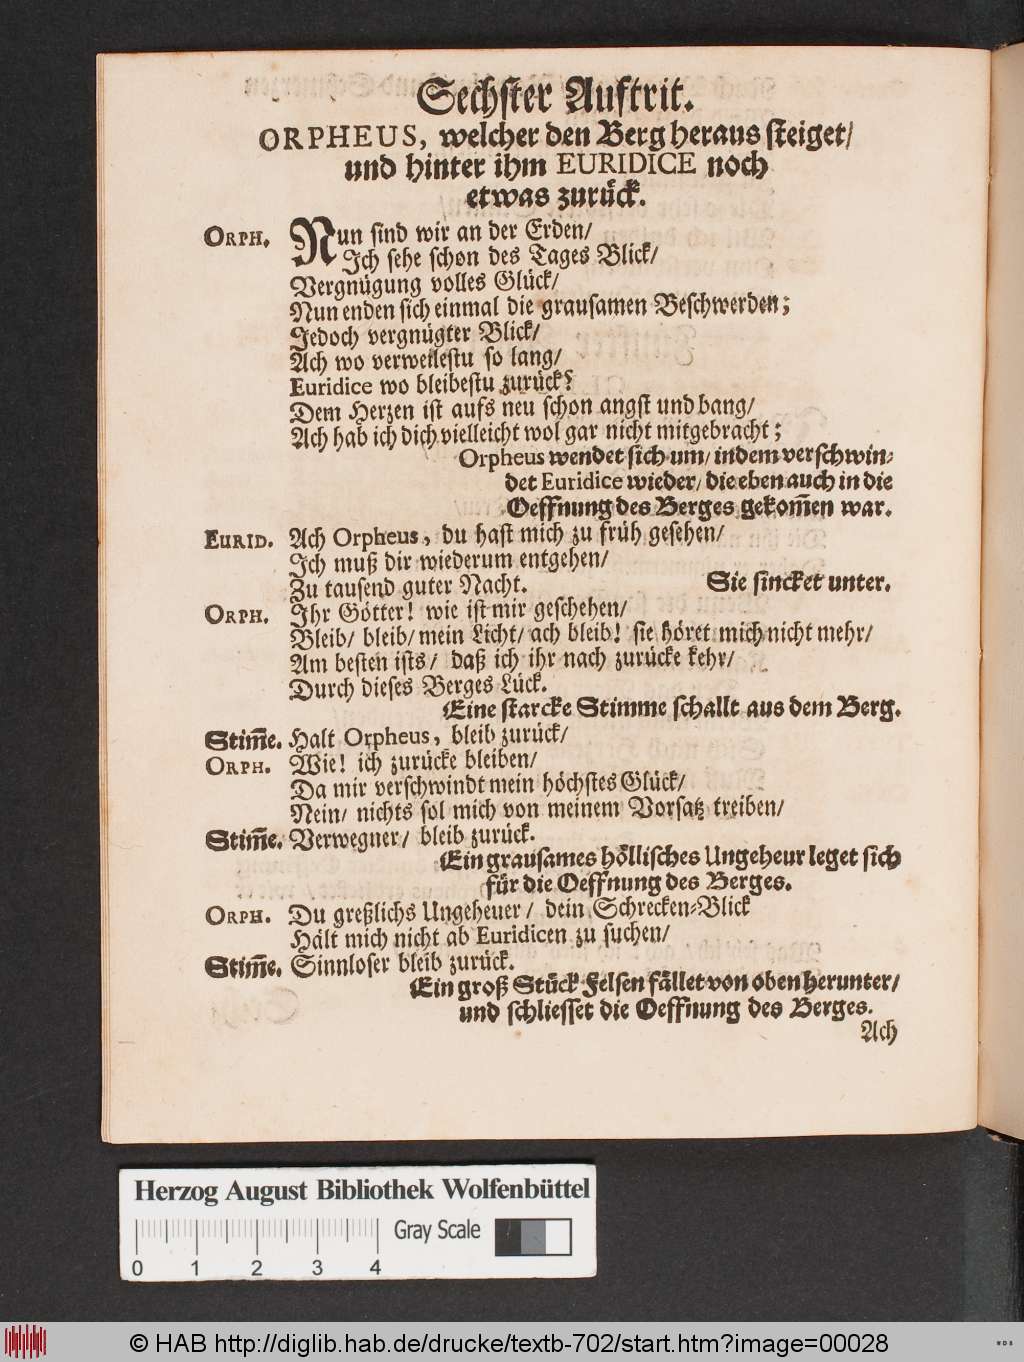 Sechster Auftrit.
ORPHEUS, welcher den Berg heraus steiget/
und hinter ihm EURIDICE noch
etwas zurück.
ORPH. Nun sind wir an der Erden/
Ich sehe schon des Tages Blick/
Vergnügung volles Glück/
Nun enden sich einmal die grausamen Beschwerden;
Jedoch vergnügter Blick/
Ach wo verweilestu so lang/
Euridice wo bleibestu zurück?
Dem Herzen ist aufs neu schon angst und bang/
Ach hab ich dich vielleicht wol gar nicht mitgebracht;
Orpheus wendet sich um/ indem verschwin-
det Euridice wieder/ die eben auch in die
Oeffnung des Berges gekom̃en war.
EURID. Ach Orpheus, du hast mich zu früh gesehen/
Ich muß dir wiederum entgehen/
Zu tausend guter Nacht. Sie sincket unter.
ORPH. Ihr Götter! wie ist mir geschehen/
Bleib/ bleib/ mein Licht/ ach bleib! sie höret mich nicht mehr/
Am besten ists/ daß ich ihr nach zurücke kehr/
Durch dieses Berges Lück.
Eine starcke Stimme schallt aus dem Berg.
Stim̃e. Halt Orpheus, bleib zurück/
ORPH. Wie! ich zurücke bleiben/
Da mir verschwindt mein höchstes Glück/
Nein/ nichts sol mich von meinem Vorsatz treiben/
Stim̃e. Verwegner/ bleib zurück.
Ein grausames höllisches Ungeheur leget sich
für die Oeffnung des Berges.
ORPH. Du greßlichs Ungeheuer/ dein Schrecken-Blick
Hält mich nicht ab Euridicen zu suchen/
Stim̃e. Sinnloser bleib zurück.
Ein groß Stück Felsen fället von oben herunter/
und schliesset die Oeffnung des Berges.
Ach
Herzog August Bibliothek Wolfenbüttel
Gray Scale
0 1 2 3 4
© HAB http://diglib.hab.de/drucke/textb-702/start.htm?image=00028